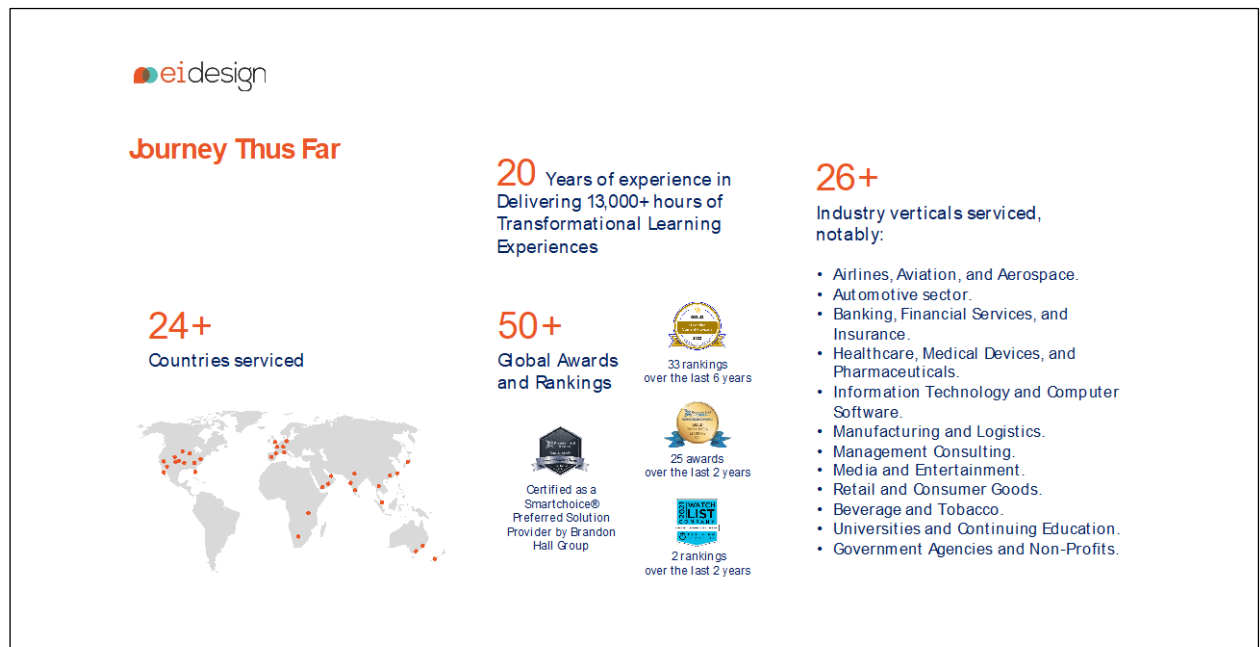 eidesign
Journey Thus Far
24+
Countries serviced
20 Years of experience in
Delivering 13,000+ hours of
Transformational Learning
Experiences
50+
Global Awards
and Rankings
Certified as a
Smartchoice®
Preferred Solution
Provider by Brandon
Hall Group
33 rankings
over the last 6 years
25 awards
over the last 2 years
2021
WATCH
LIST
COMPANY
2 rankings
over the last 2 years
26+
Industry verticals serviced,
notably:
• Airlines, Aviation, and Aerospace.
• Automotive sector.
• Banking, Financial Services, and
Insurance.
• Healthcare, Medical Devices, and
Pharmaceuticals.
• Information Technology and Computer
Software.
• Manufacturing and Logistics.
• Management Consulting.
• Media and Entertainment.
• Retail and Consumer Goods.
• Beverage and Tobacco.
• Universities and Continuing Education.
• Government Agencies and Non-Profits.